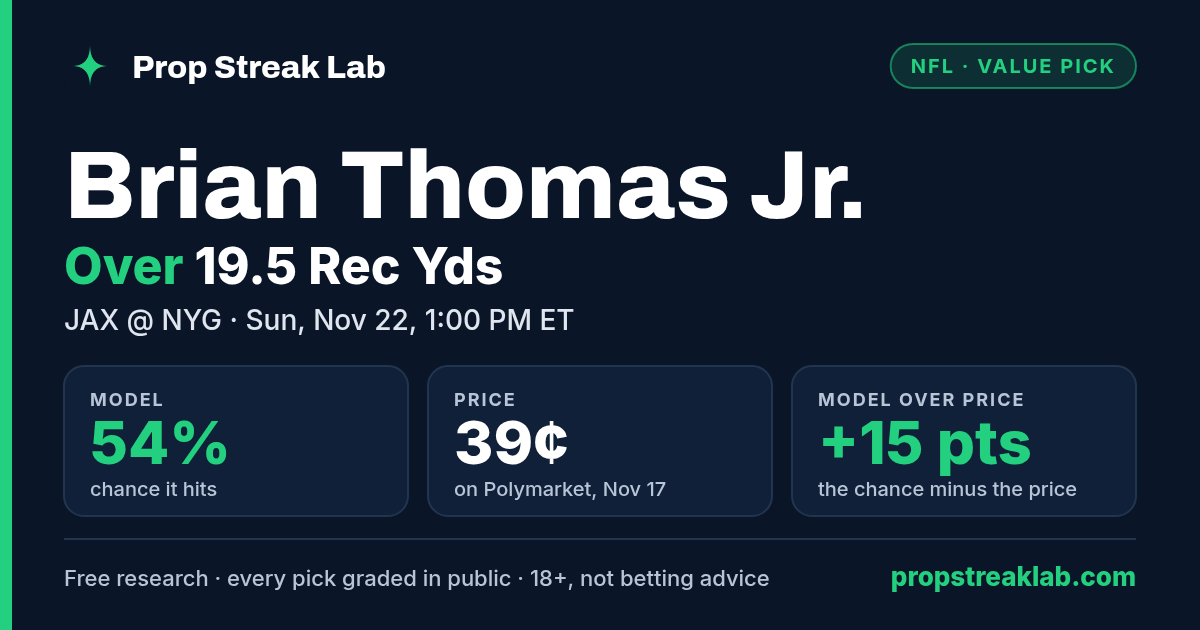 Prop Streak Lab
NFL · VALUE PICK
Brian Thomas Jr.
Over 19.5 Rec Yds
JAX @ NYG · Sun, Nov 22, 1:00 PM ET
MODEL
54%
chance it hits
PRICE
39¢
on Polymarket, Nov 17
MODEL OVER PRICE
+15 pts
the chance minus the price
Free research · every pick graded in public · 18+, not betting advice
propstreaklab.com